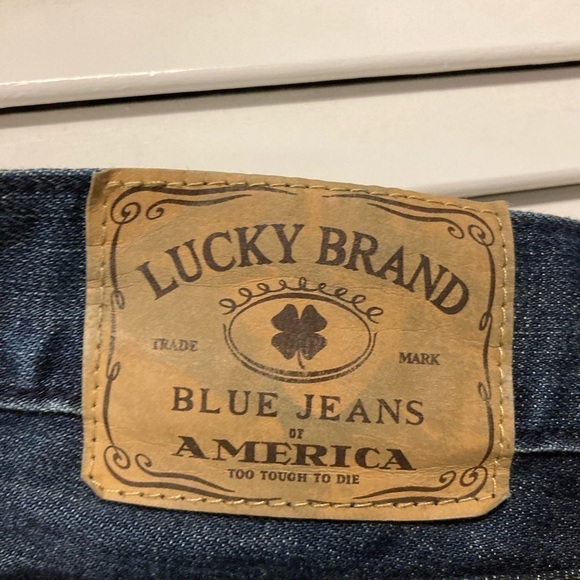 LUCKY BRAND
TRADE MARK
BLUE JEANS
OF
AMERICA
TOO TOUGH TO DIE